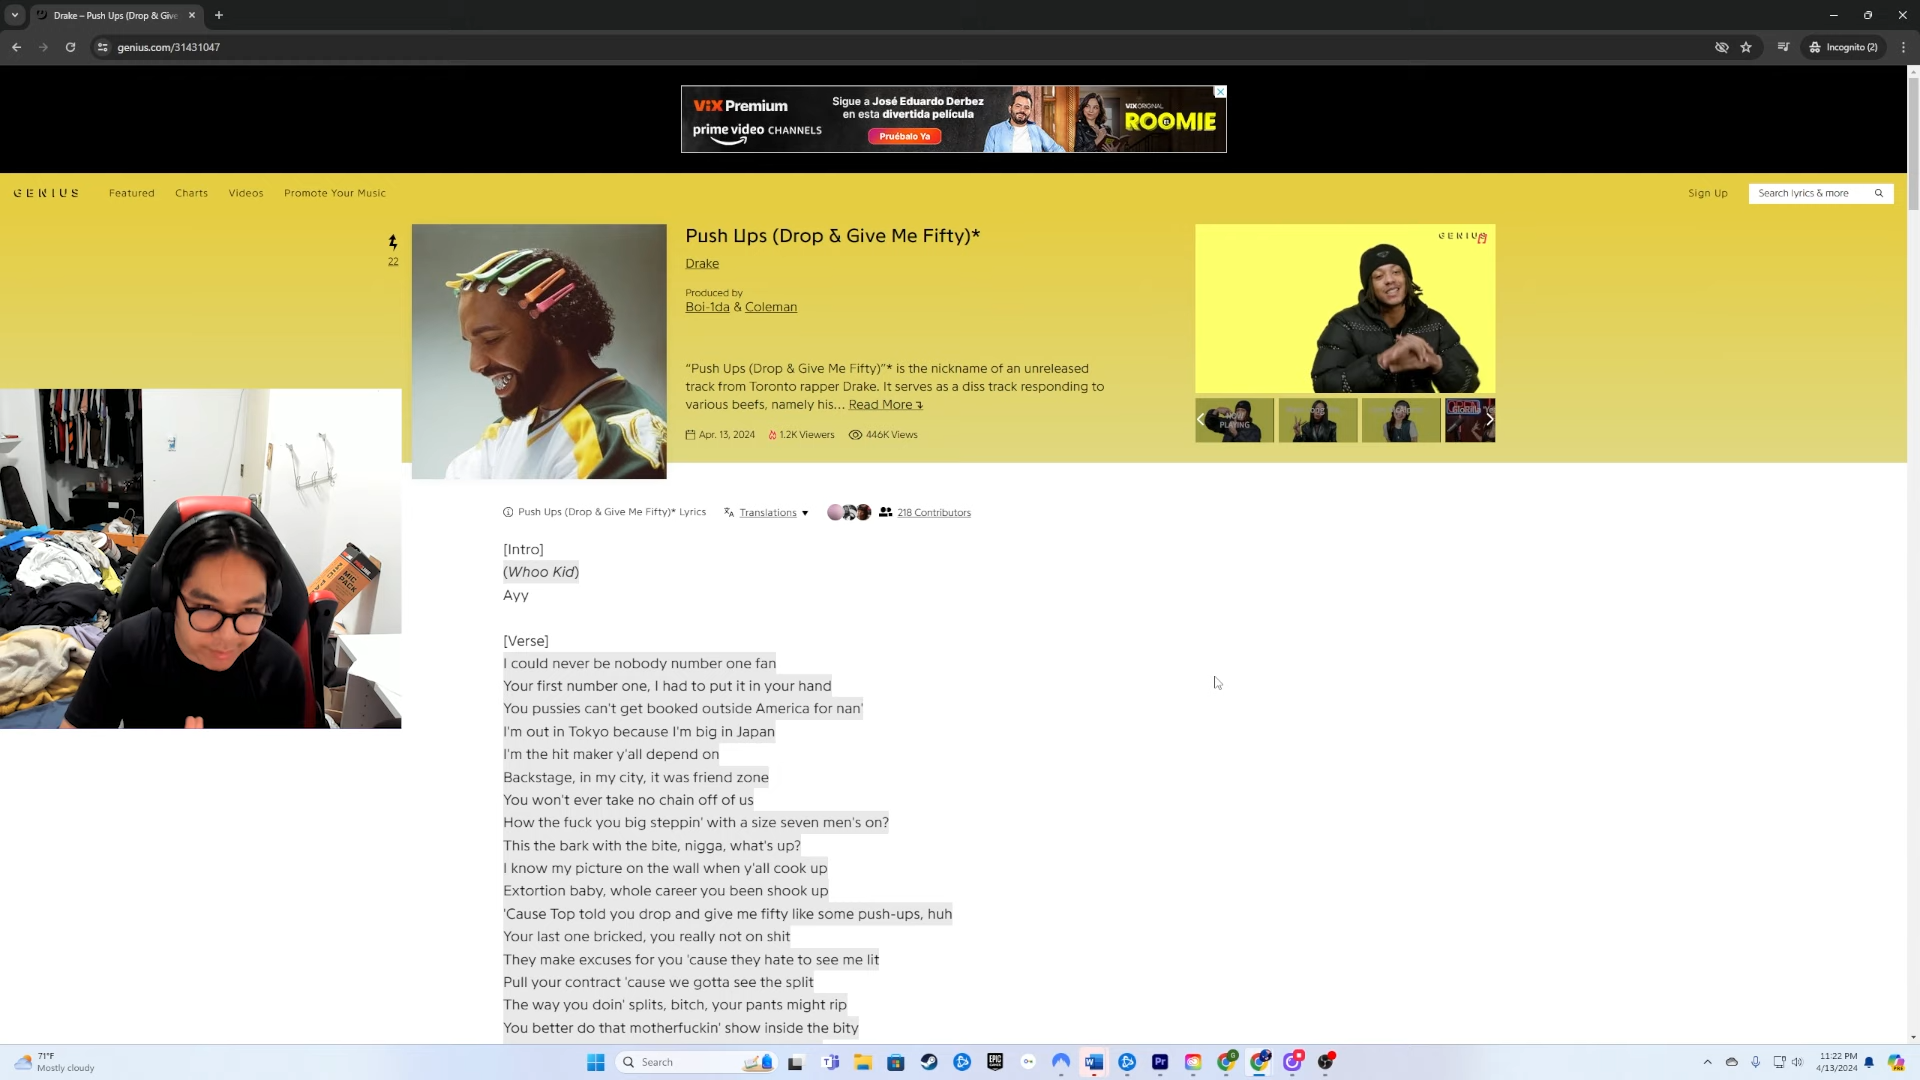 Drake – Push Ups (Drop & Give
genius.com/31431047
Incognito (2)
ViX Premium
prime video CHANNELS
Sigue a José Eduardo Derbez
en esta divertida película
Pruébalo Ya
VIX ORIGINAL
ROOMIE
GENIUS
Featured
Charts
Videos
Promote Your Music
Sign Up
Search lyrics & more
22
Push Ups (Drop & Give Me Fifty)*
Drake
Produced by
Boi-1da & Coleman
"Push Ups (Drop & Give Me Fifty)"* is the nickname of an unreleased
track from Toronto rapper Drake. It serves as a diss track responding to
various beefs, namely his... Read More
Apr. 13, 2024
1.2K Viewers
446K Views
GENIUS
NOW
PLAYING
MIC
PACK
Push Ups (Drop & Give Me Fifty)* Lyrics
Translations
218 Contributors
[Intro]
(Whoo Kid)
Ayy
[Verse]
I could never be nobody number one fan
Your first number one, I had to put it in your hand
You pussies can't get booked outside America for nan'
I'm out in Tokyo because I'm big in Japan
I'm the hit maker y'all depend on
Backstage, in my city, it was friend zone
You won't ever take no chain off of us
How the fuck you big steppin' with a size seven men's on?
This the bark with the bite, nigga, what's up?
I know my picture on the wall when y'all cook up
Extortion baby, whole career you been shook up
'Cause Top told you drop and give me fifty like some push-ups, huh
Your last one bricked, you really not on shit
They make excuses for you 'cause they hate to see me lit
Pull your contract 'cause we gotta see the split
The way you doin' splits, bitch, your pants might rip
You better do that motherfuckin' show inside the bity
71°F
Mostly cloudy
Search
EPIC
GAMES
11:22 PM
4/13/2024